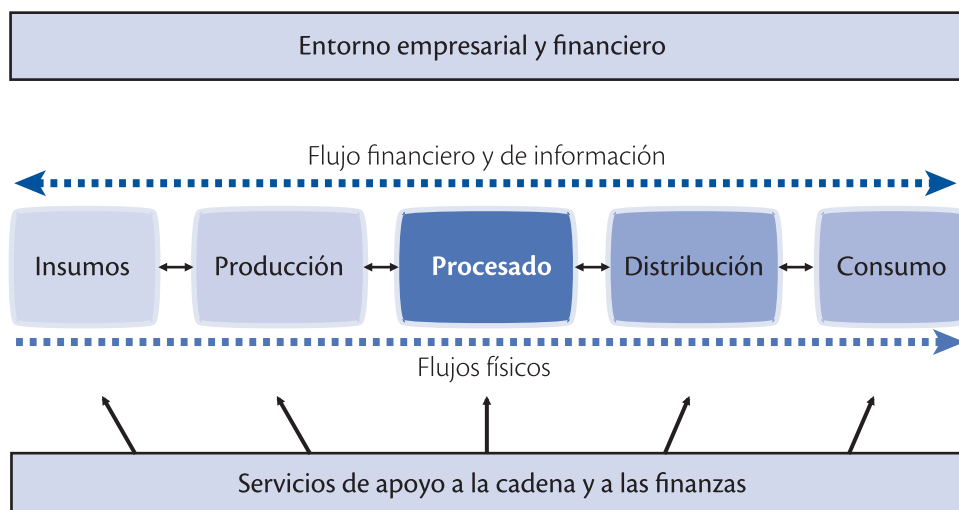 Entorno empresarial y financiero
Flujo financiero y de información
Insumos
Producción
Procesado
Distribución
Consumo
Flujos físicos
Servicios de apoyo a la cadena y a las finanzas